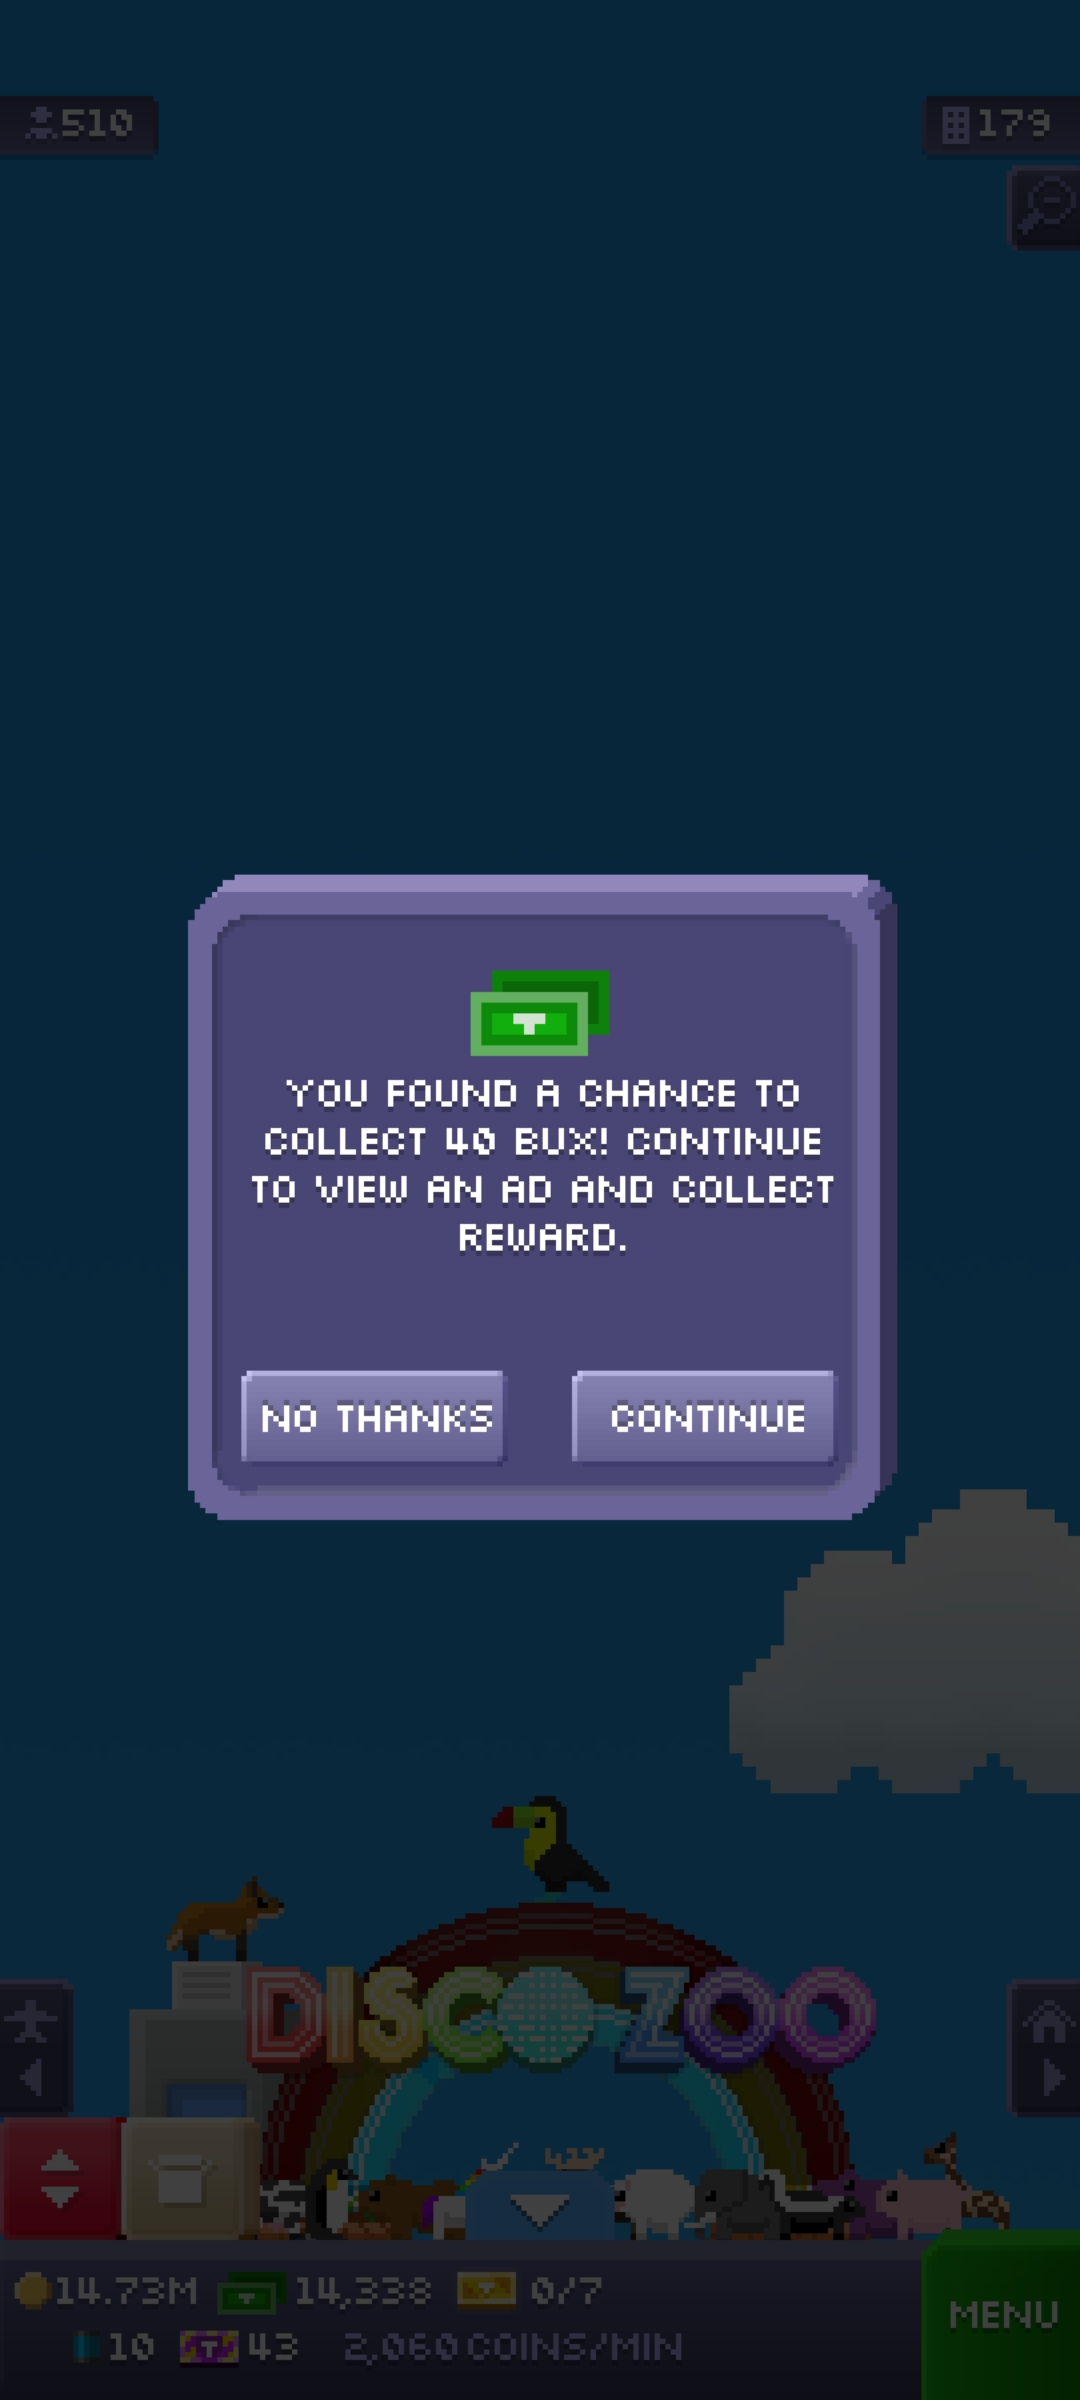 510
179
YOU FOUND A CHANCE TO
COLLECT 40 BUX! CONTINUE
TO VIEW AN AD AND COLLECT
REWARD.
NO THANKS
CONTINUE
DISCO ZOO
14.73M 14,338 0/7
MENU
10 43 2,060 COINS/MIN